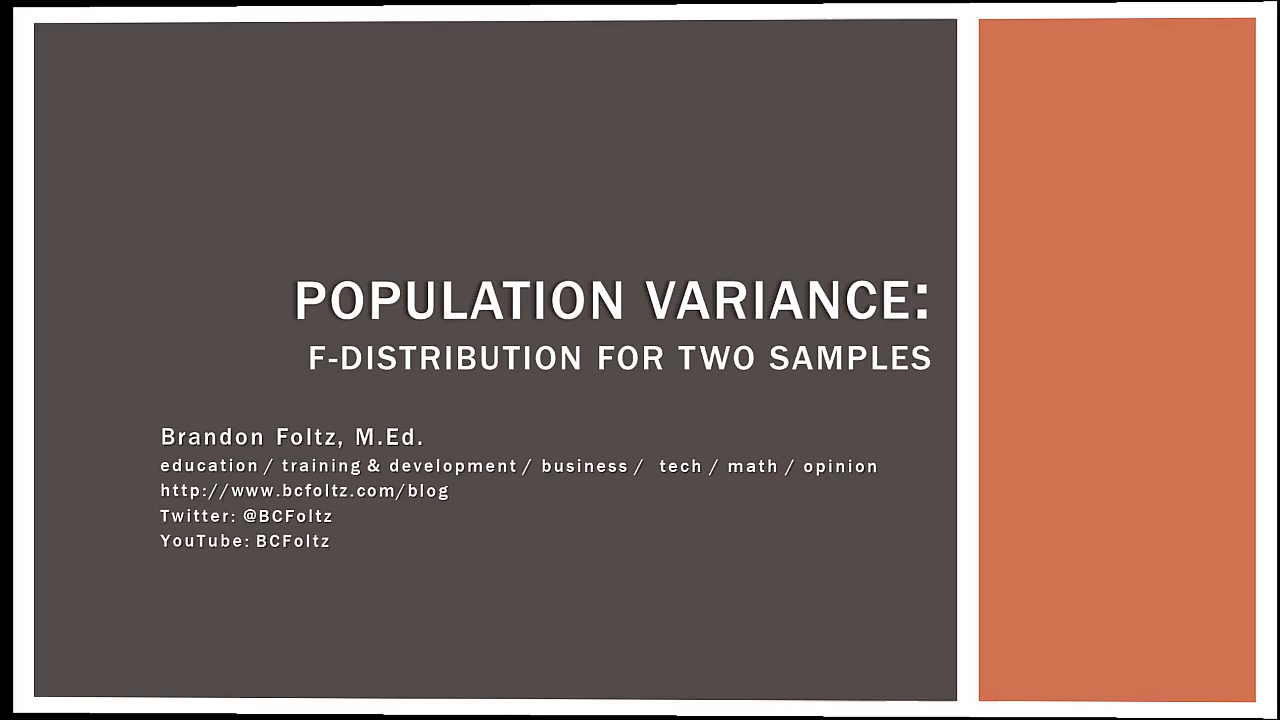 POPULATION VARIANCE:
F-DISTRIBUTION FOR TWO SAMPLES
Brandon Foltz, M.Ed.
education / training & development / business / tech / math / opinion
http://www.bcfoltz.com/blog
Twitter: @BCFoltz
YouTube: BCFoltz